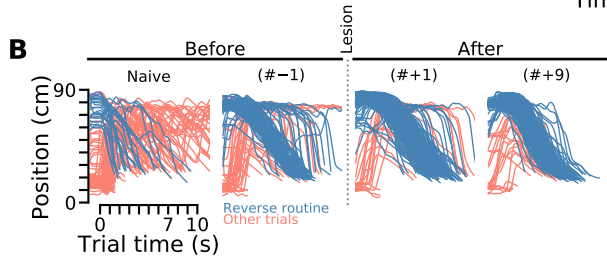 Tim
Lesion
B
Before
After
Naive
(#−1)
(#+1)
(#+9)
Position (cm)
90
0
0
7
10
Trial time (s)
Reverse routine
Other trials